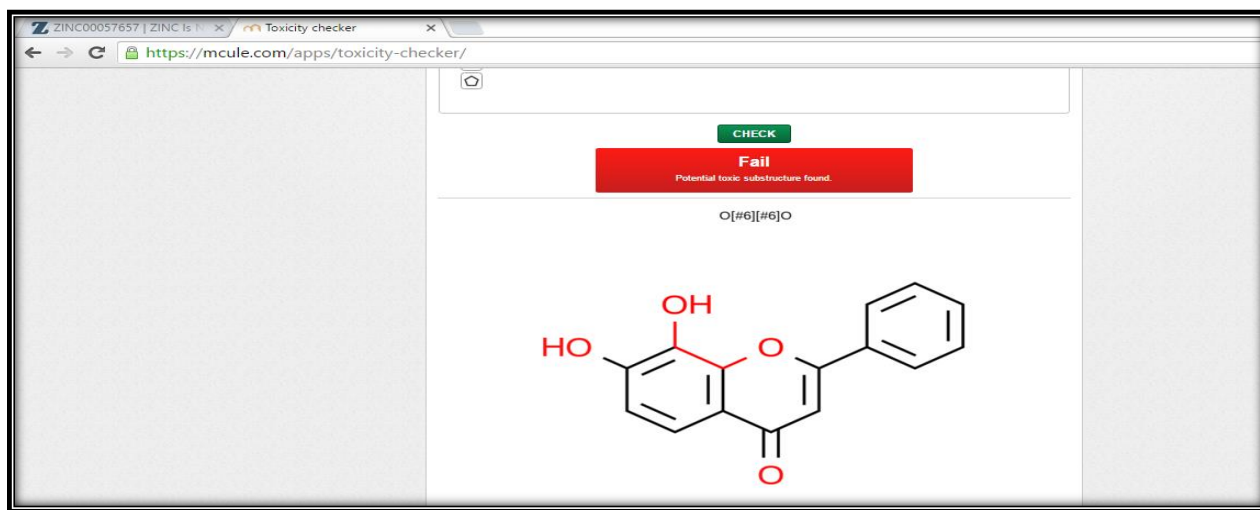 ZINC00057657 | ZINC Is N
Toxicity checker
https://mcule.com/apps/toxicity-checker/
CHECK
Fail
Potential toxic substructure found.
O[#6][#6]O
OH
HO
O
O